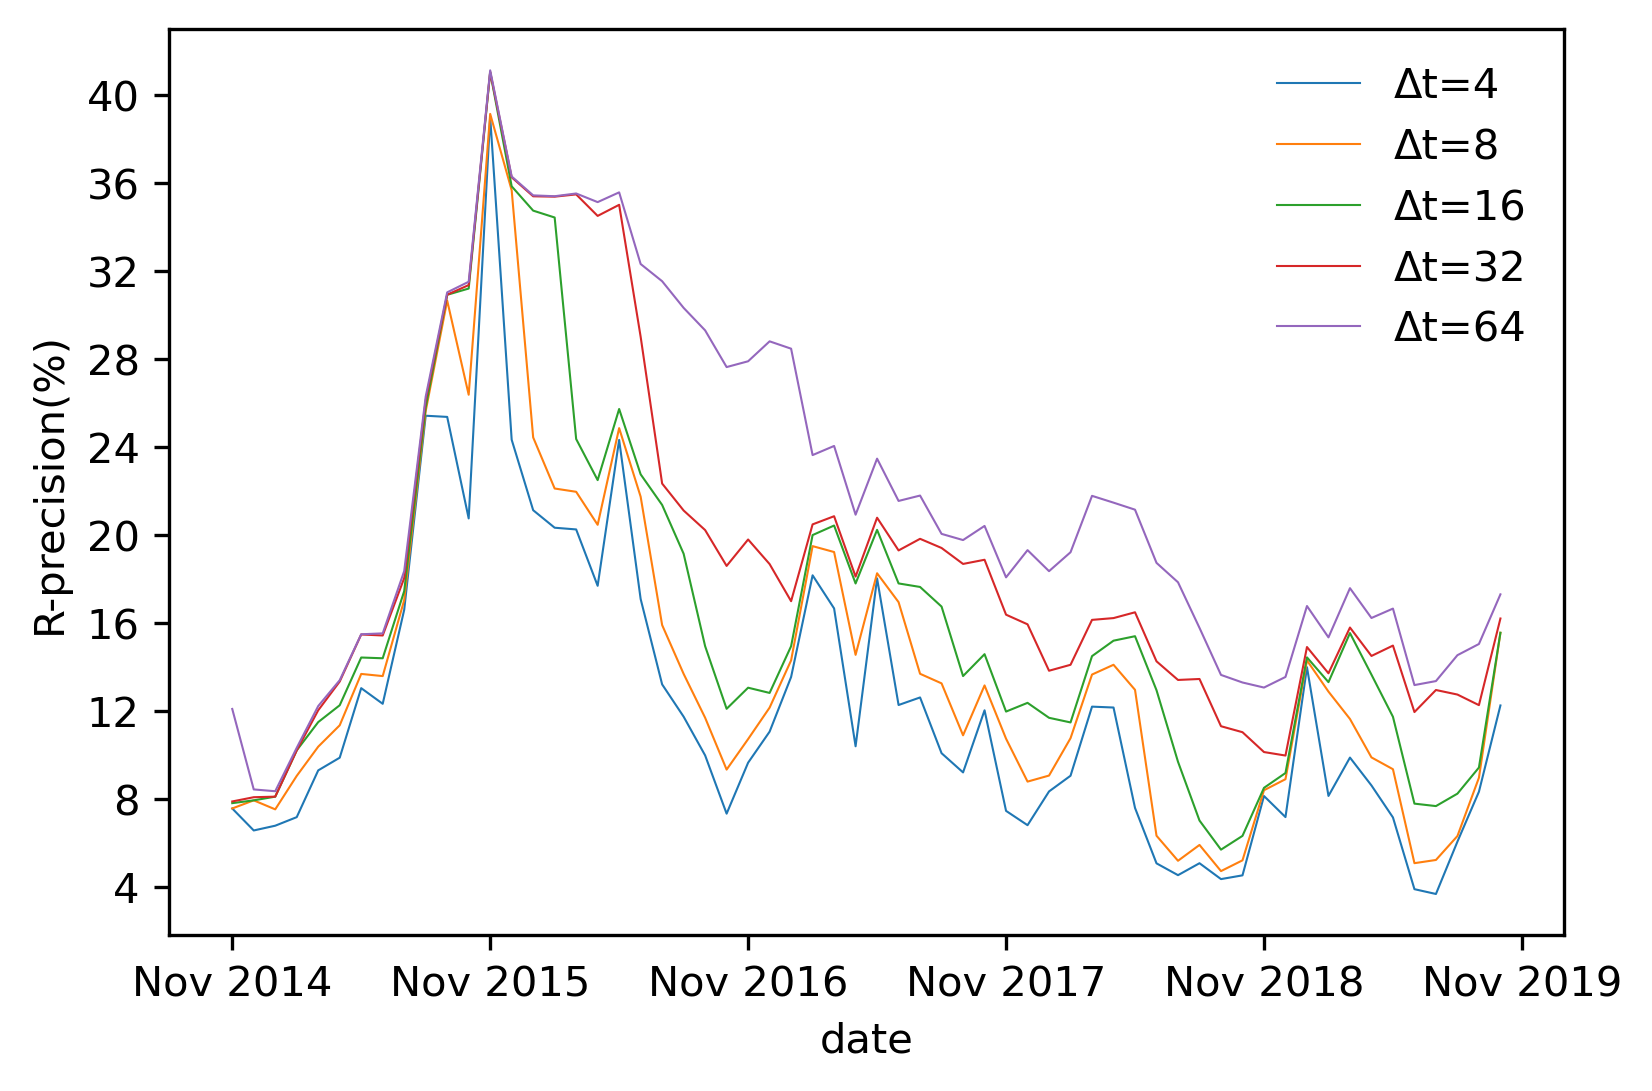 R-precision(%)
40
36
32
28
24
20
16
12
8
4
Δt=4
Δt=8
Δt=16
Δt=32
Δt=64
Nov 2014 Nov 2015 Nov 2016 Nov 2017 Nov 2018 Nov 2019
date